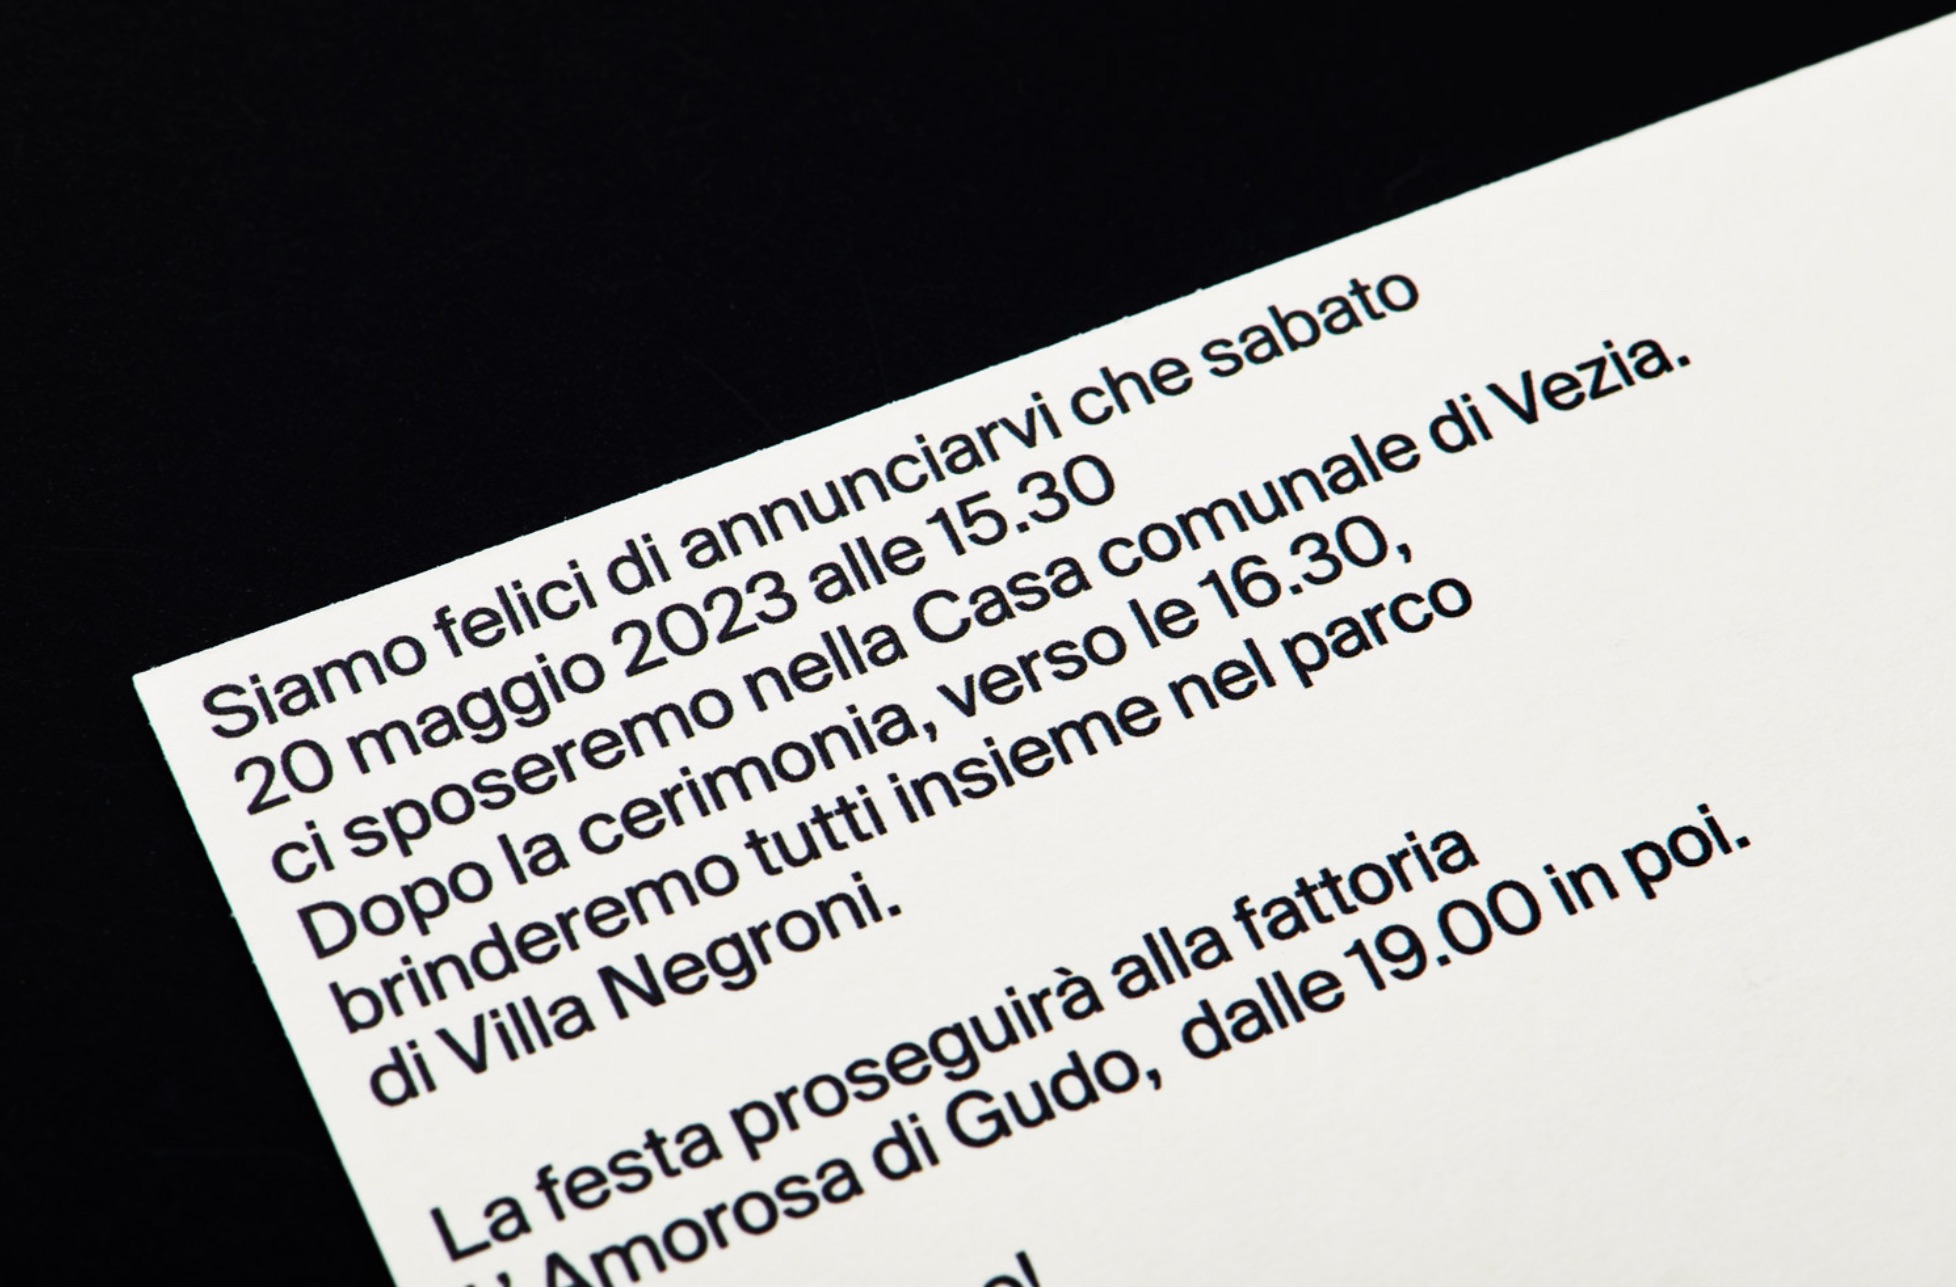 Siamo felici di annunciarvi che sabato
20 maggio 2023 alle 15.30
ci sposeremo nella Casa comunale di Vezia.
Dopo la cerimonia, verso le 16.30,
brinderemo tutti insieme nel parco
di Villa Negroni.
La festa proseguirà alla fattoria
L'Amorosa di Gudo, dalle 19.00 in poi.